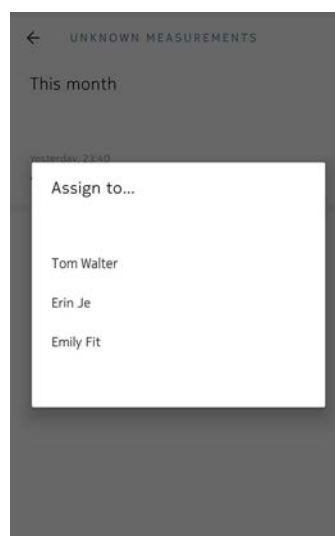 UNKNOWN MEASUREMENTS
This month
Yesterday, 23:40
Assign to...
Tom Walter
Erin Je
Emily Fit